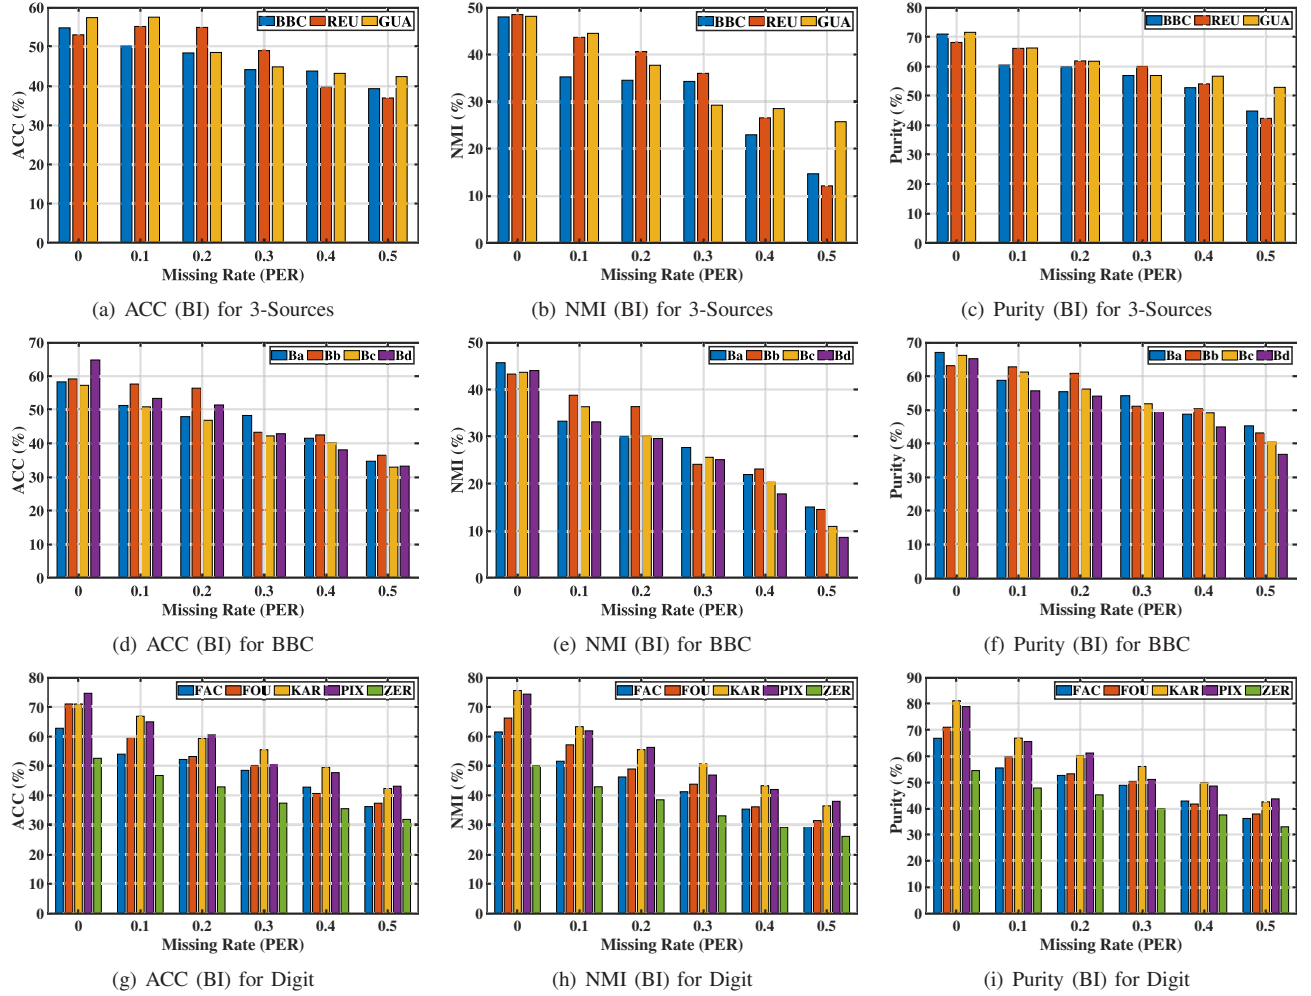 60
50
40
30
20
10
0
ACC (%)
BBC REU GUA
0 0.1 0.2 0.3 0.4 0.5
Missing Rate (PER)
(a) ACC (BI) for 3-Sources
50
40
30
20
10
0
NMI (%)
BBC REU GUA
0 0.1 0.2 0.3 0.4 0.5
Missing Rate (PER)
(b) NMI (BI) for 3-Sources
80
70
60
50
40
30
20
10
0
Purity (%)
BBC REU GUA
0 0.1 0.2 0.3 0.4 0.5
Missing Rate (PER)
(c) Purity (BI) for 3-Sources
70
60
50
40
30
20
10
0
ACC (%)
Ba Bb Bc Bd
0 0.1 0.2 0.3 0.4 0.5
Missing Rate (PER)
(d) ACC (BI) for BBC
50
40
30
20
10
0
NMI (%)
Ba Bb Bc Bd
0 0.1 0.2 0.3 0.4 0.5
Missing Rate (PER)
(e) NMI (BI) for BBC
70
60
50
40
30
20
10
0
Purity (%)
Ba Bb Bc Bd
0 0.1 0.2 0.3 0.4 0.5
Missing Rate (PER)
(f) Purity (BI) for BBC
80
70
60
50
40
30
20
10
0
ACC (%)
FAC FOU KAR PIX ZER
0 0.1 0.2 0.3 0.4 0.5
Missing Rate (PER)
(g) ACC (BI) for Digit
80
70
60
50
40
30
20
10
0
NMI (%)
FAC FOU KAR PIX ZER
0 0.1 0.2 0.3 0.4 0.5
Missing Rate (PER)
(h) NMI (BI) for Digit
90
80
70
60
50
40
30
20
10
0
Purity (%)
FAC FOU KAR PIX ZER
0 0.1 0.2 0.3 0.4 0.5
Missing Rate (PER)
(i) Purity (BI) for Digit